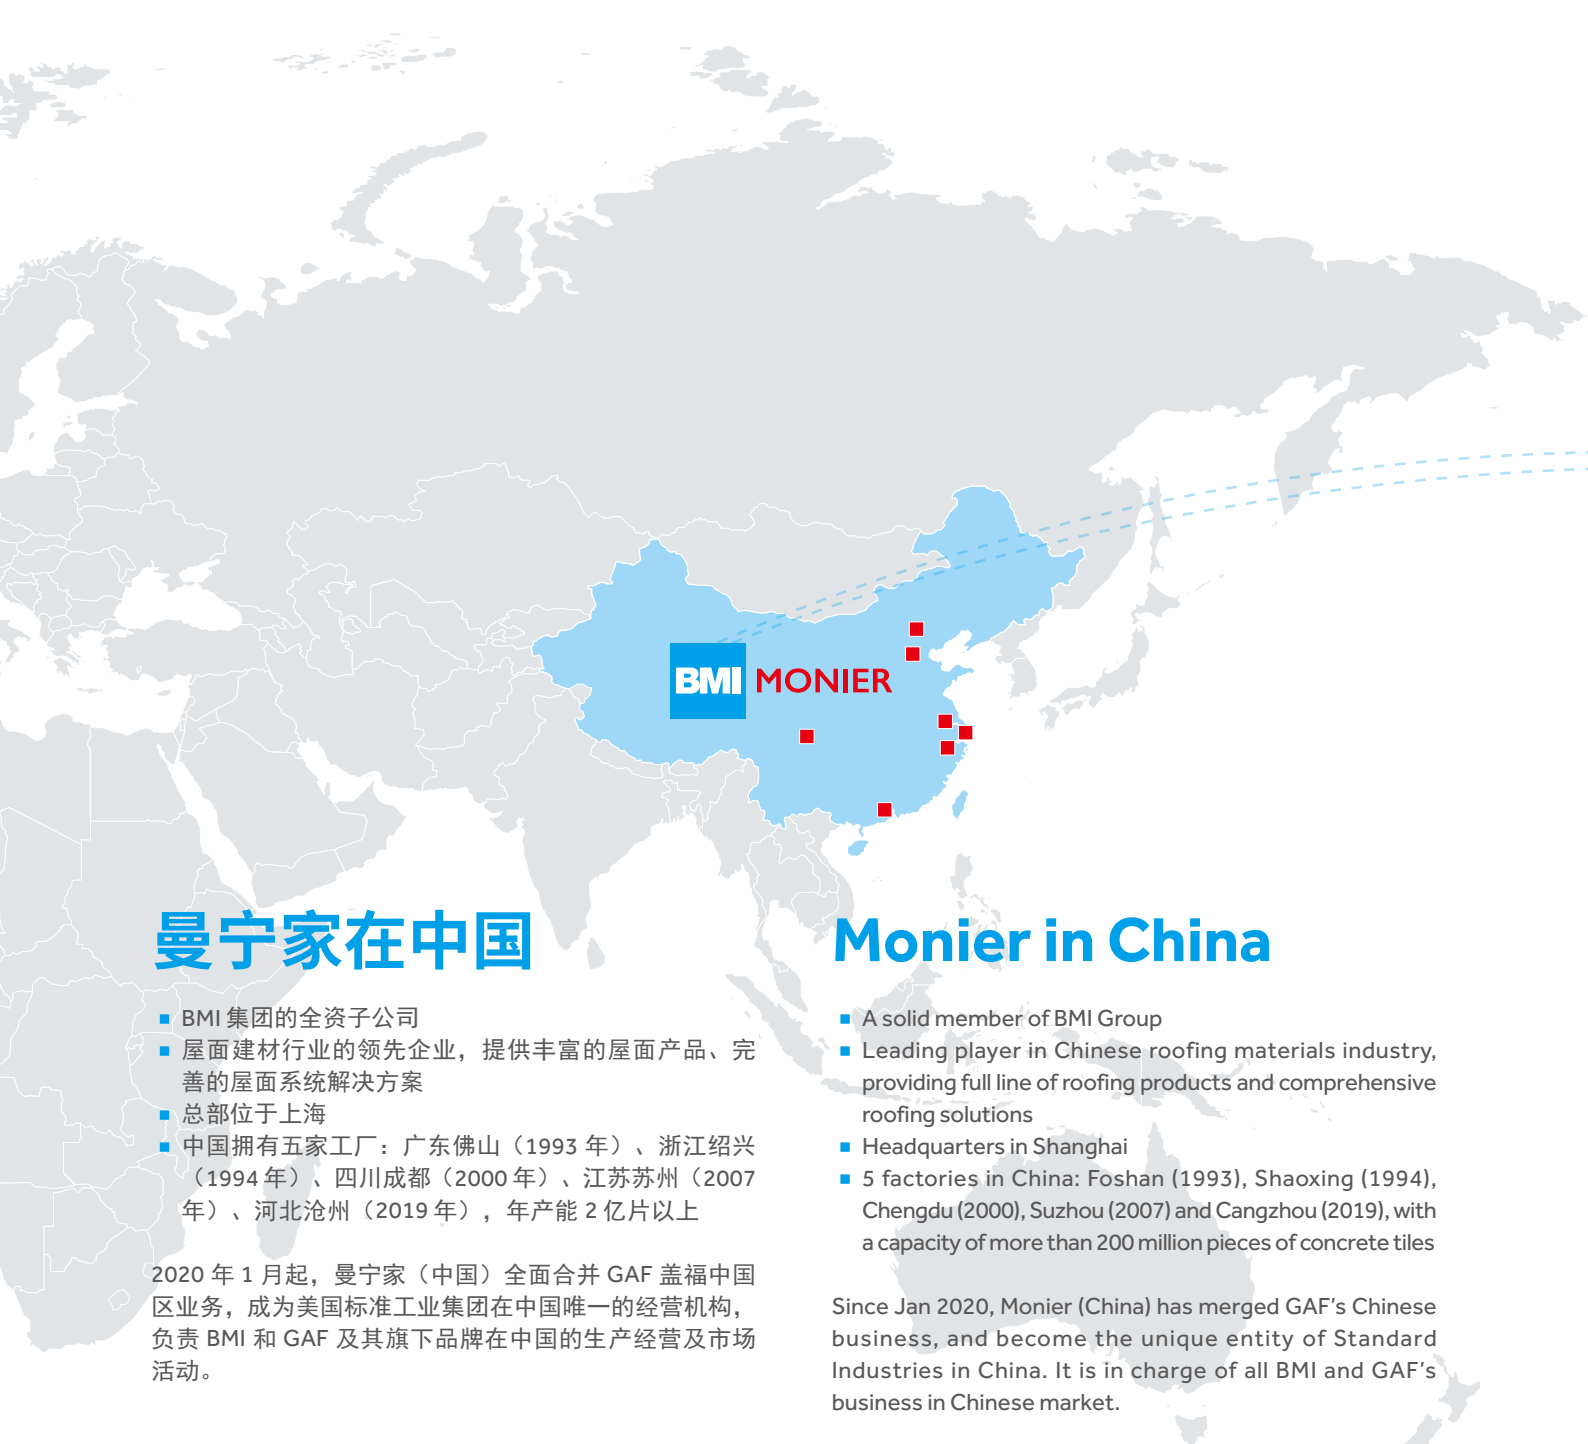 BMI MONIER
曼宁家在中国
BMI 集团的全资子公司
屋面建材行业的领先企业，提供丰富的屋面产品、完
善的屋面系统解决方案
总部位于上海
中国拥有五家工厂：广东佛山（1993 年）、浙江绍兴
（1994 年）、四川成都（2000 年）、江苏苏州（2007
年）、河北沧州（2019 年），年产能 2 亿片以上
2020 年 1 月起，曼宁家（中国）全面合并 GAF 盖福中国
区业务，成为美国标准工业集团在中国唯一的经营机构，
负责 BMI 和 GAF 及其旗下品牌在中国的生产经营及市场
活动。
Monier in China
A solid member of BMI Group
Leading player in Chinese roofing materials industry,
providing full line of roofing products and comprehensive
roofing solutions
Headquarters in Shanghai
5 factories in China: Foshan (1993), Shaoxing (1994),
Chengdu (2000), Suzhou (2007) and Cangzhou (2019), with
a capacity of more than 200 million pieces of concrete tiles
Since Jan 2020, Monier (China) has merged GAF's Chinese
business, and become the unique entity of Standard
Industries in China. It is in charge of all BMI and GAF's
business in Chinese market.